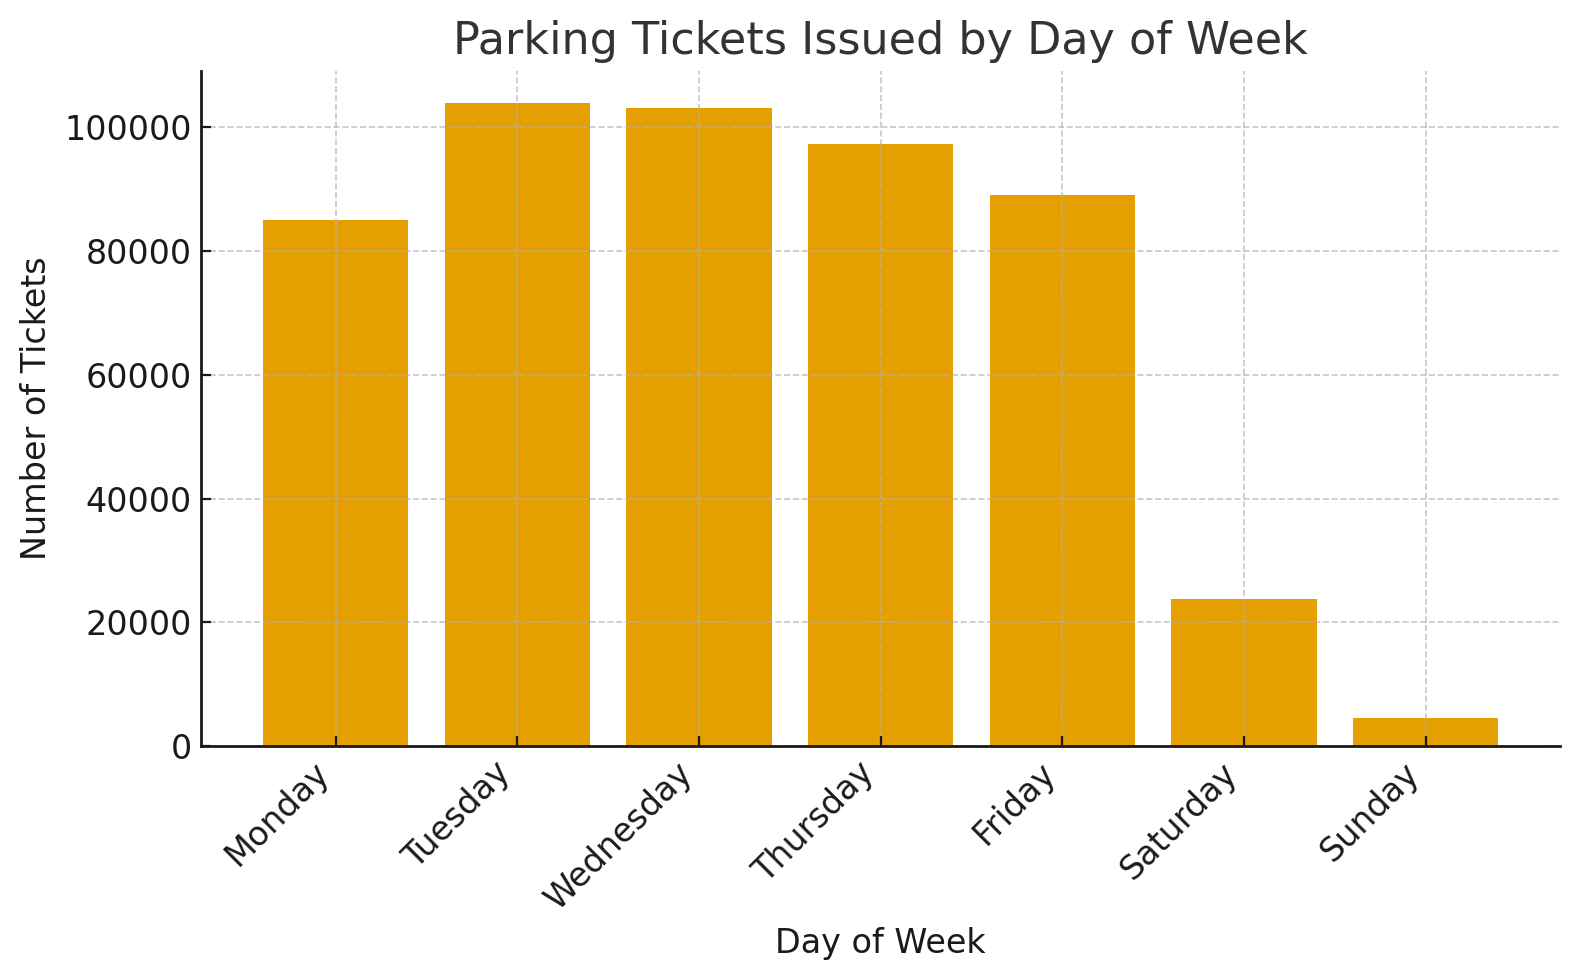 Parking Tickets Issued by Day of Week
Number of Tickets
100000
80000
60000
40000
20000
0
Monday
Tuesday
Wednesday
Thursday
Friday
Saturday
Sunday
Day of Week